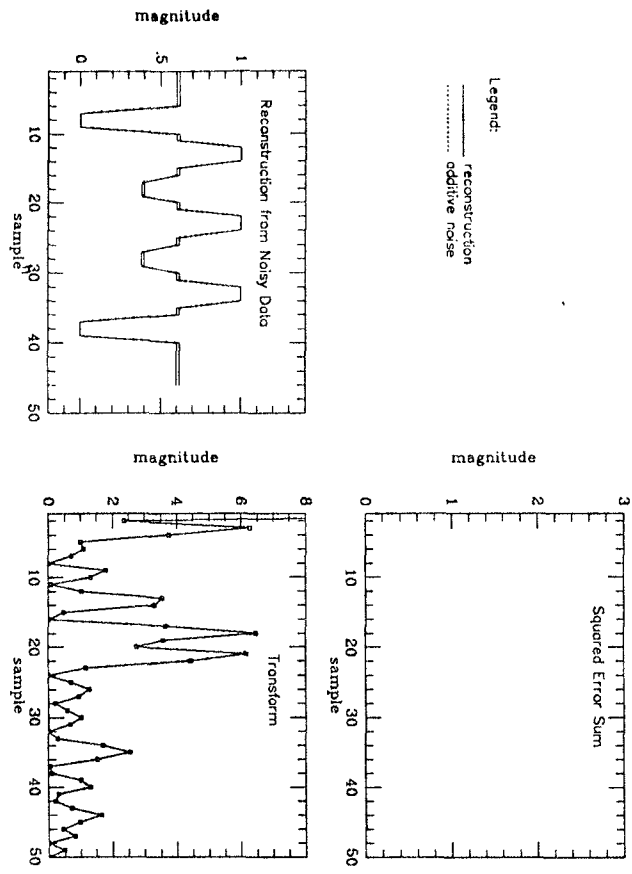 Legend:
reconstruction
additive noise
Squared Error Sum
magnitude
0
1
2
3
10
20
30
40
50
sample
Reconstruction from Noisy Data
magnitude
0
.5
1
10
20
30
40
50
sample
Transform
magnitude
0
2
4
6
8
10
20
30
40
50
sample